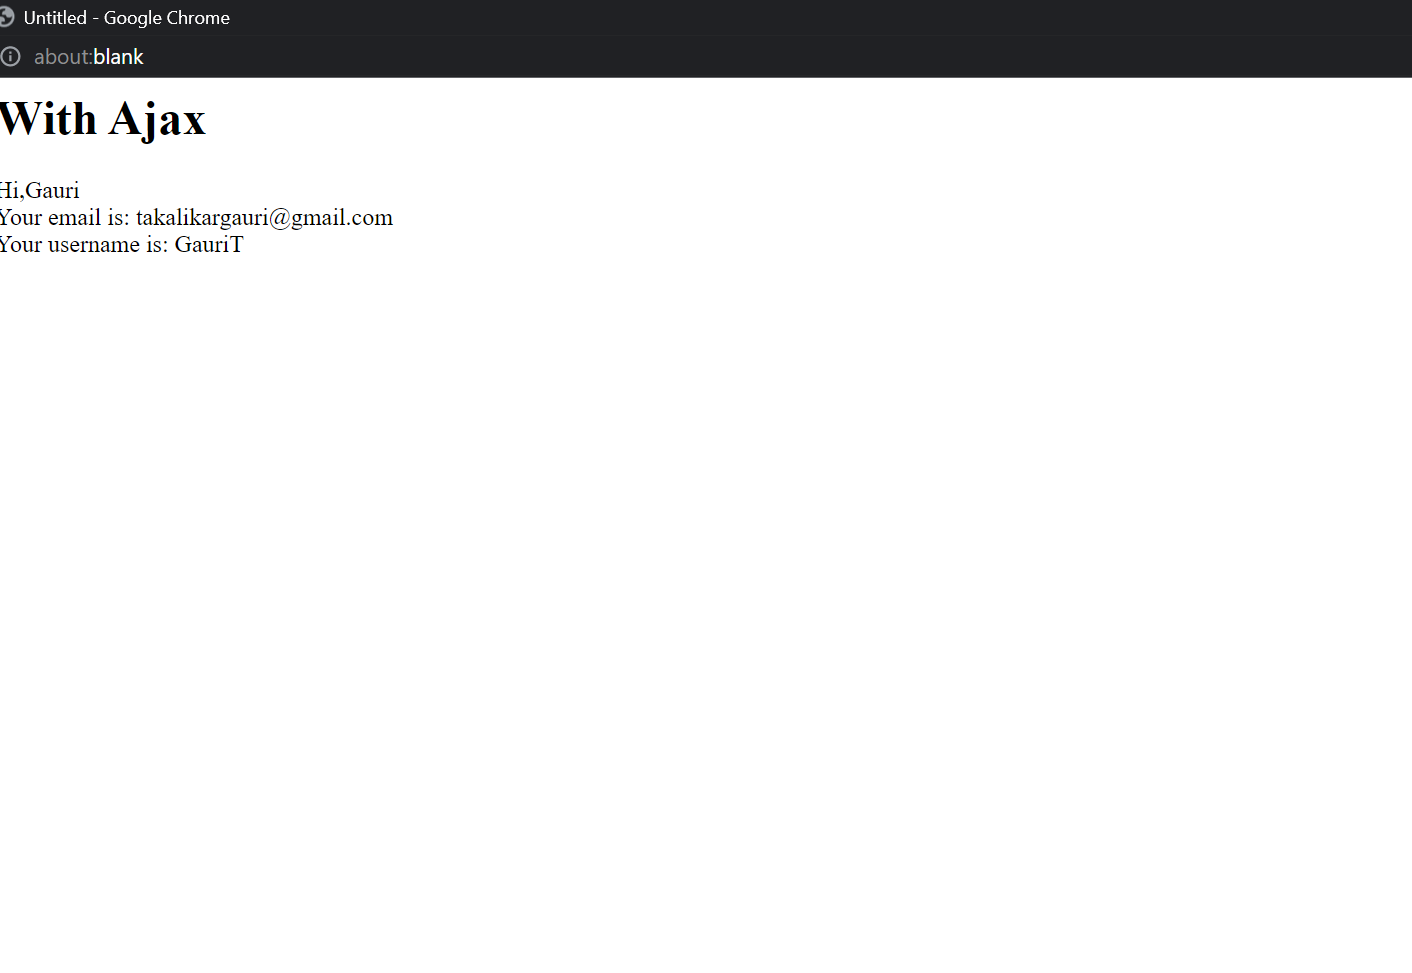 Untitled - Google Chrome
about:blank
With Ajax
Hi,Gauri
Your email is: takalikargauri@gmail.com
Your username is: GauriT